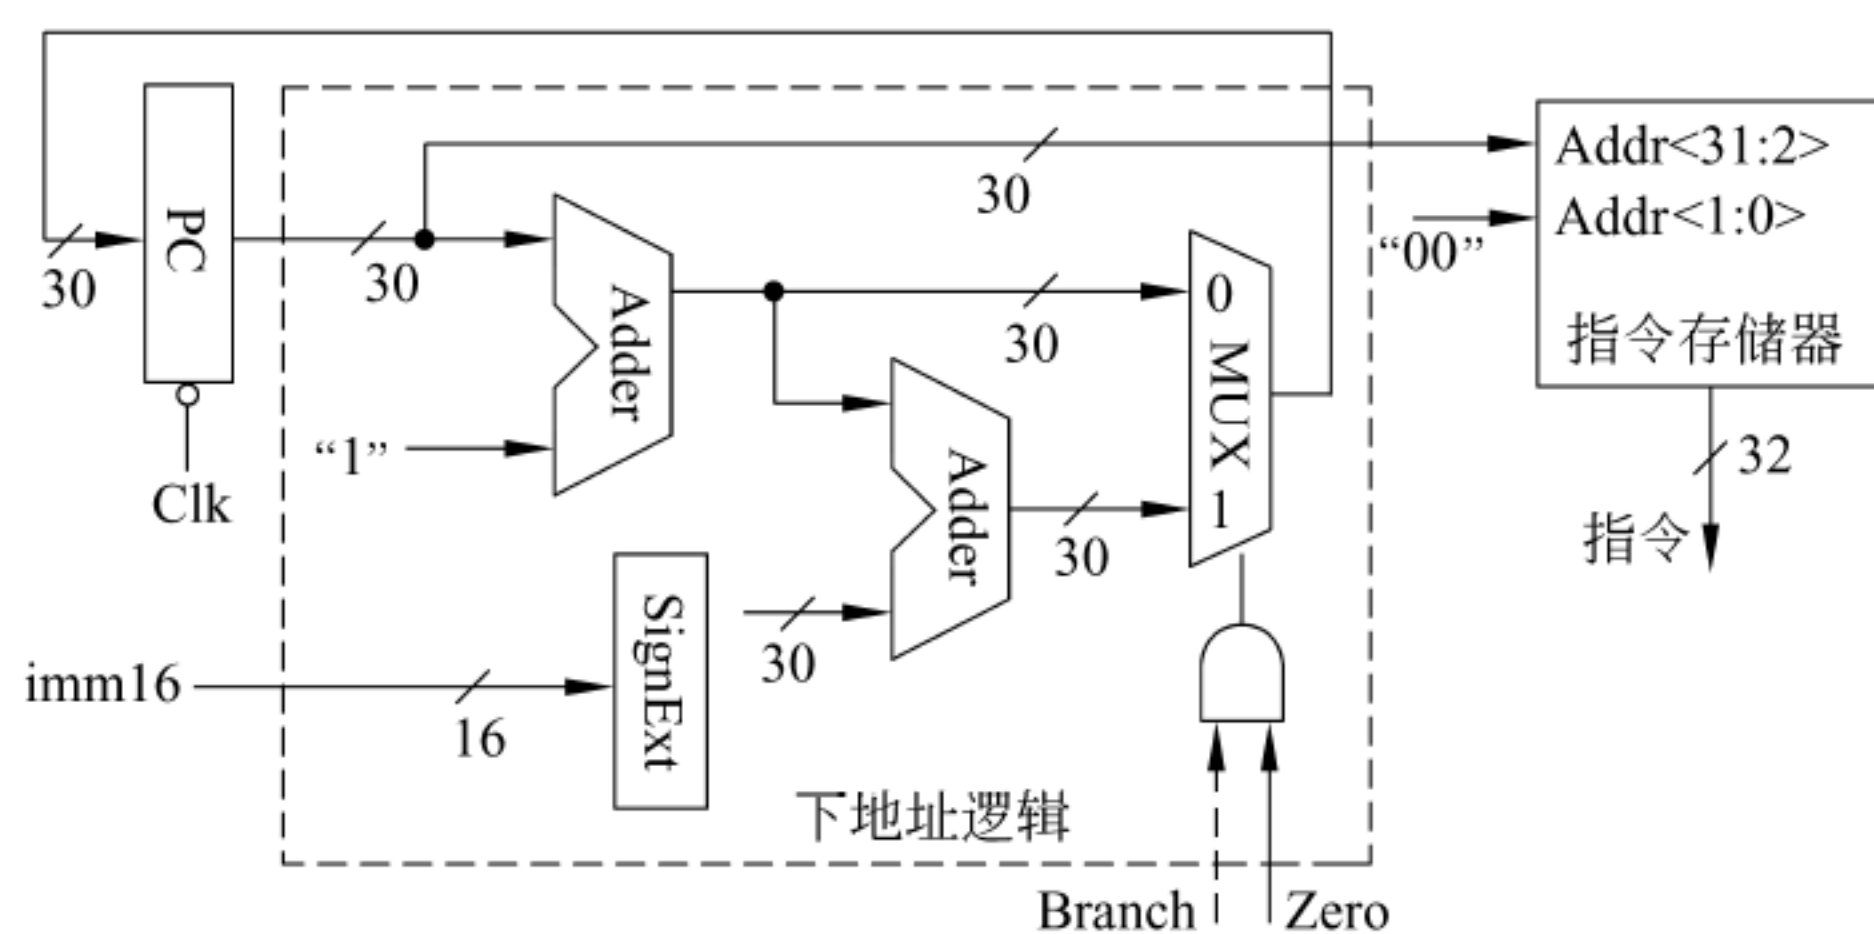 PC
30
30
Clk
"1"
Adder
30
30
Adder
30
30
0
MUX
1
imm16
16
SignExt
下地址逻辑
Branch
Zero
Addr<31:2>
Addr<1:0>
“00”
指令存储器
32
指令